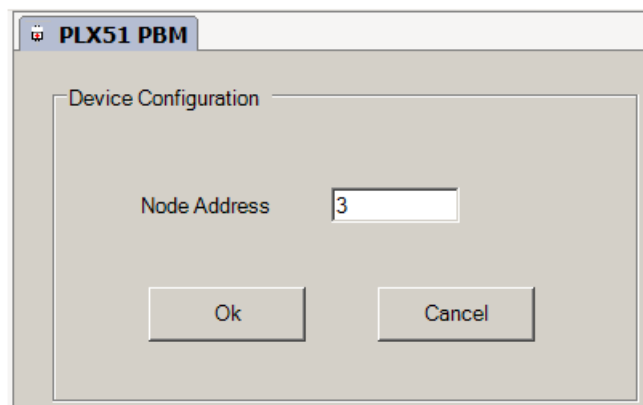 PLX51 PBM
Device Configuration
Node Address 3
Ok Cancel